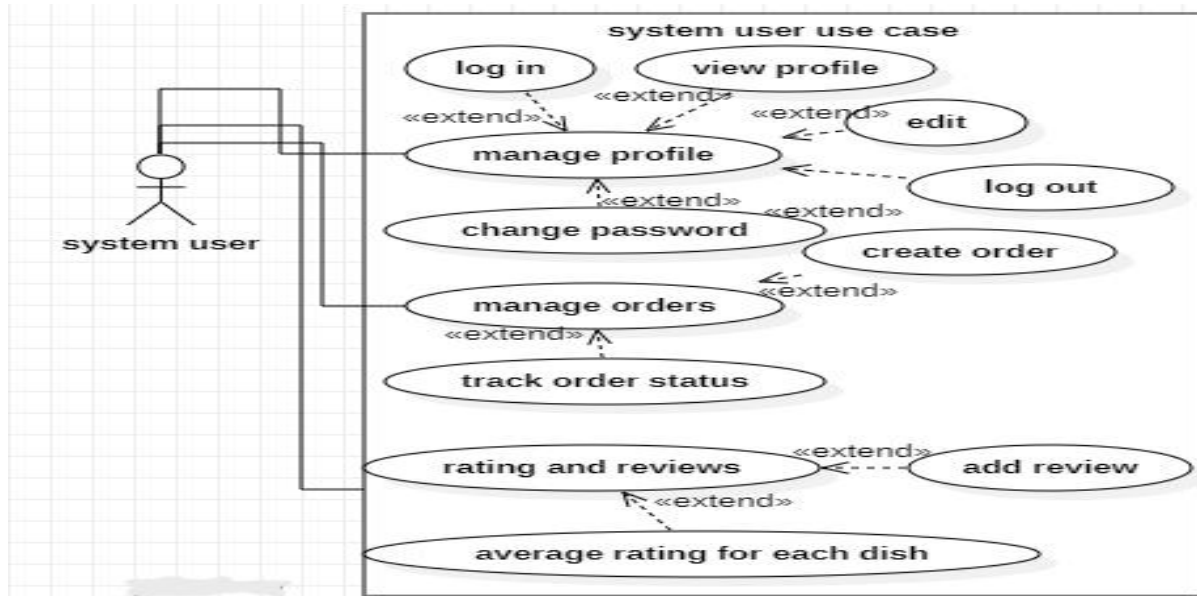 system user use case
log in
view profile
«extend»
«extend»
«extend»
edit
manage profile
log out
«extend»
«extend»
change password
system user
create order
«extend»
manage orders
«extend»
track order status
rating and reviews
«extend»
add review
«extend»
average rating for each dish